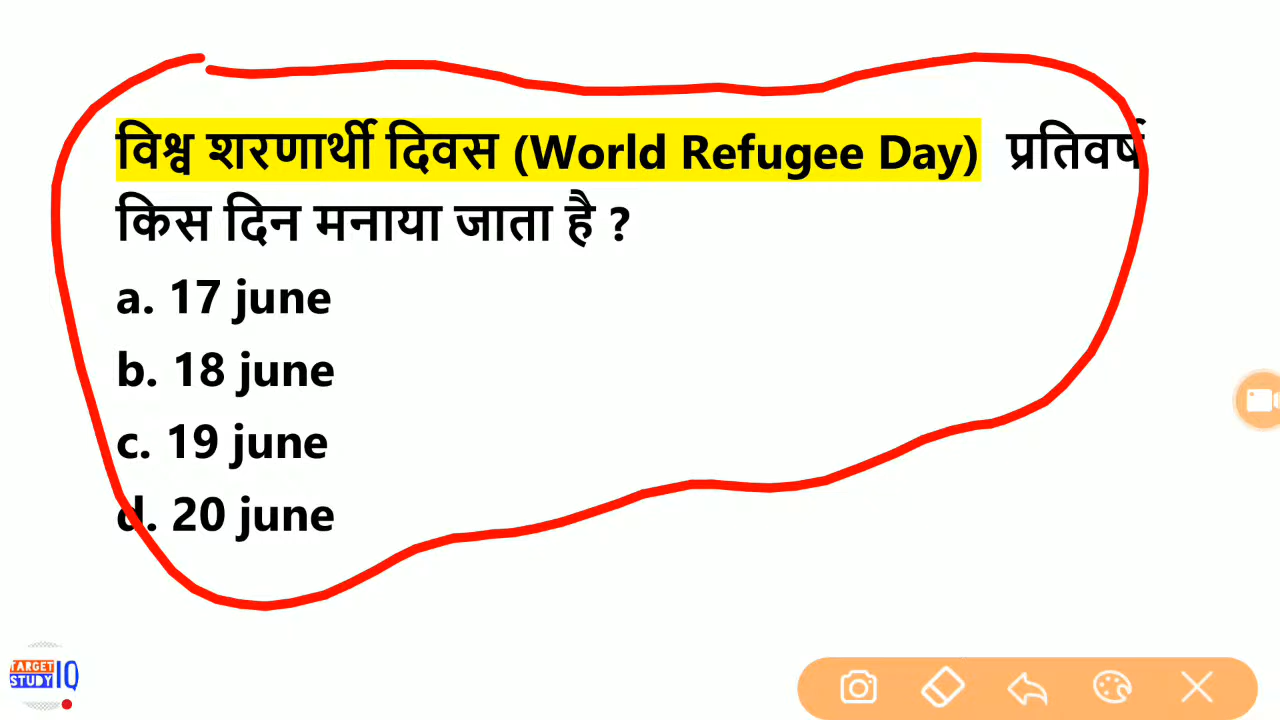 विश्व शरणार्थी दिवस (World Refugee Day) प्रतिवर्ष
किस दिन मनाया जाता है ?
a. 17 june
b. 18 june
c. 19 june
d. 20 june
TARGET
STUDY IQ